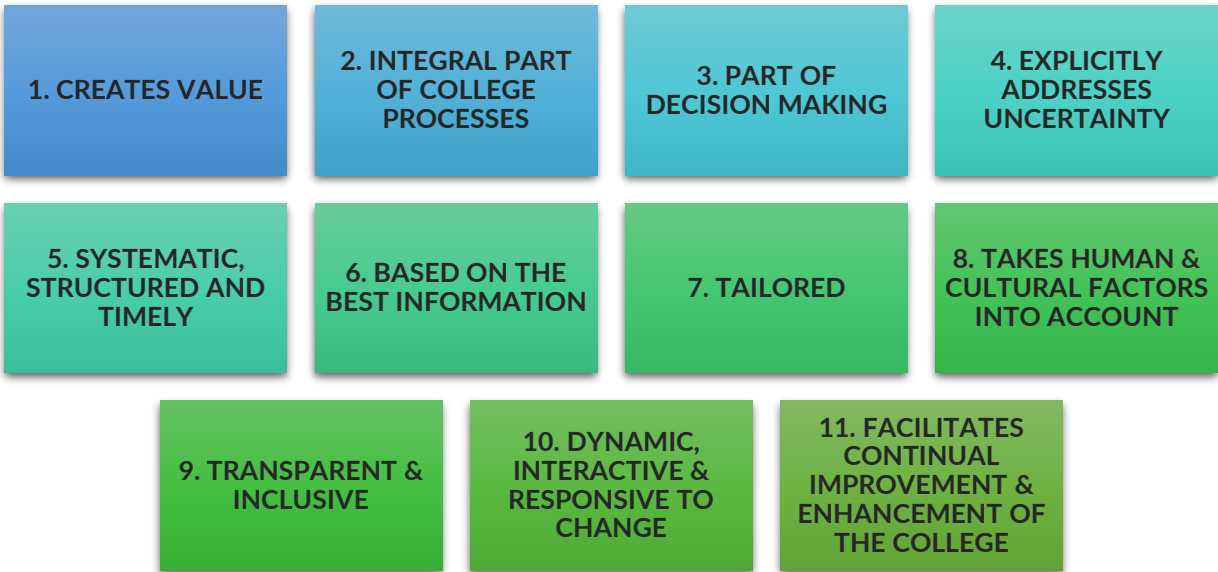 1. CREATES VALUE
2. INTEGRAL PART
OF COLLEGE
PROCESSES
3. PART OF
DECISION MAKING
4. EXPLICITLY
ADDRESSES
UNCERTAINTY
5. SYSTEMATIC,
STRUCTURED AND
TIMELY
6. BASED ON THE
BEST INFORMATION
7. TAILORED
8. TAKES HUMAN &
CULTURAL FACTORS
INTO ACCOUNT
9. TRANSPARENT &
INCLUSIVE
10. DYNAMIC,
INTERACTIVE &
RESPONSIVE TO
CHANGE
11. FACILITATES
CONTINUAL
IMPROVEMENT &
ENHANCEMENT OF
THE COLLEGE